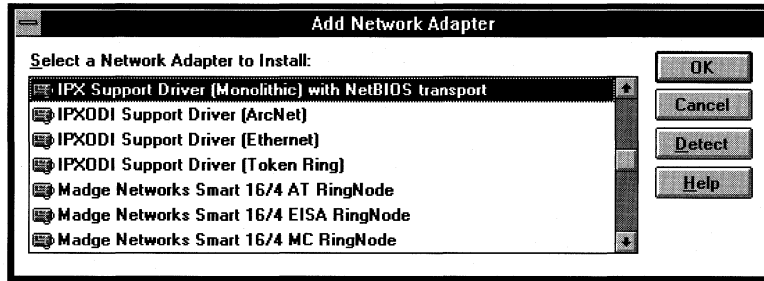 Add Network Adapter
Select a Network Adapter to Install:
IPX Support Driver (Monolithic) with NetBIOS transport
IPXODI Support Driver (ArcNet)
IPXODI Support Driver (Ethernet)
IPXODI Support Driver (Token Ring)
Madge Networks Smart 16/4 AT RingNode
Madge Networks Smart 16/4 EISA RingNode
Madge Networks Smart 16/4 MC RingNode
OK
Cancel
Detect
Help